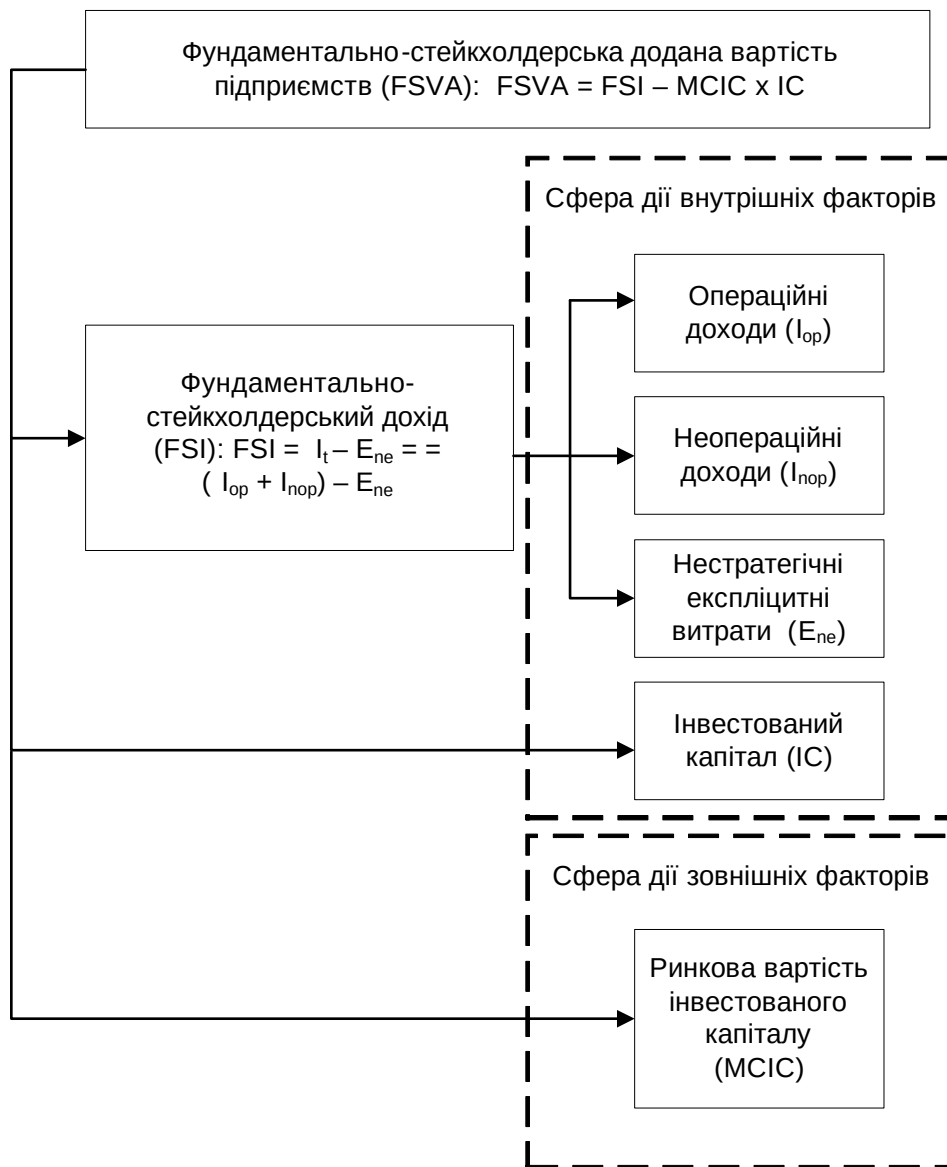 Фундаментально-стейкхолдерська додана вартість
підприємств (FSVA): FSVA = FSI – MCIC x IC
Сфера дії внутрішніх факторів
Операційні
доходи (Iop)
Фундаментально-
стейкхолдерський дохід
(FSI): FSI = It – Ene = =
( Iop + Inop) – Ene
Неопераційні
доходи (Inop)
Нестратегічні
експліцитні
витрати (Ene)
Інвестований
капітал (IC)
Сфера дії зовнішніх факторів
Ринкова вартість
інвестованого
капіталу
(MCIC)